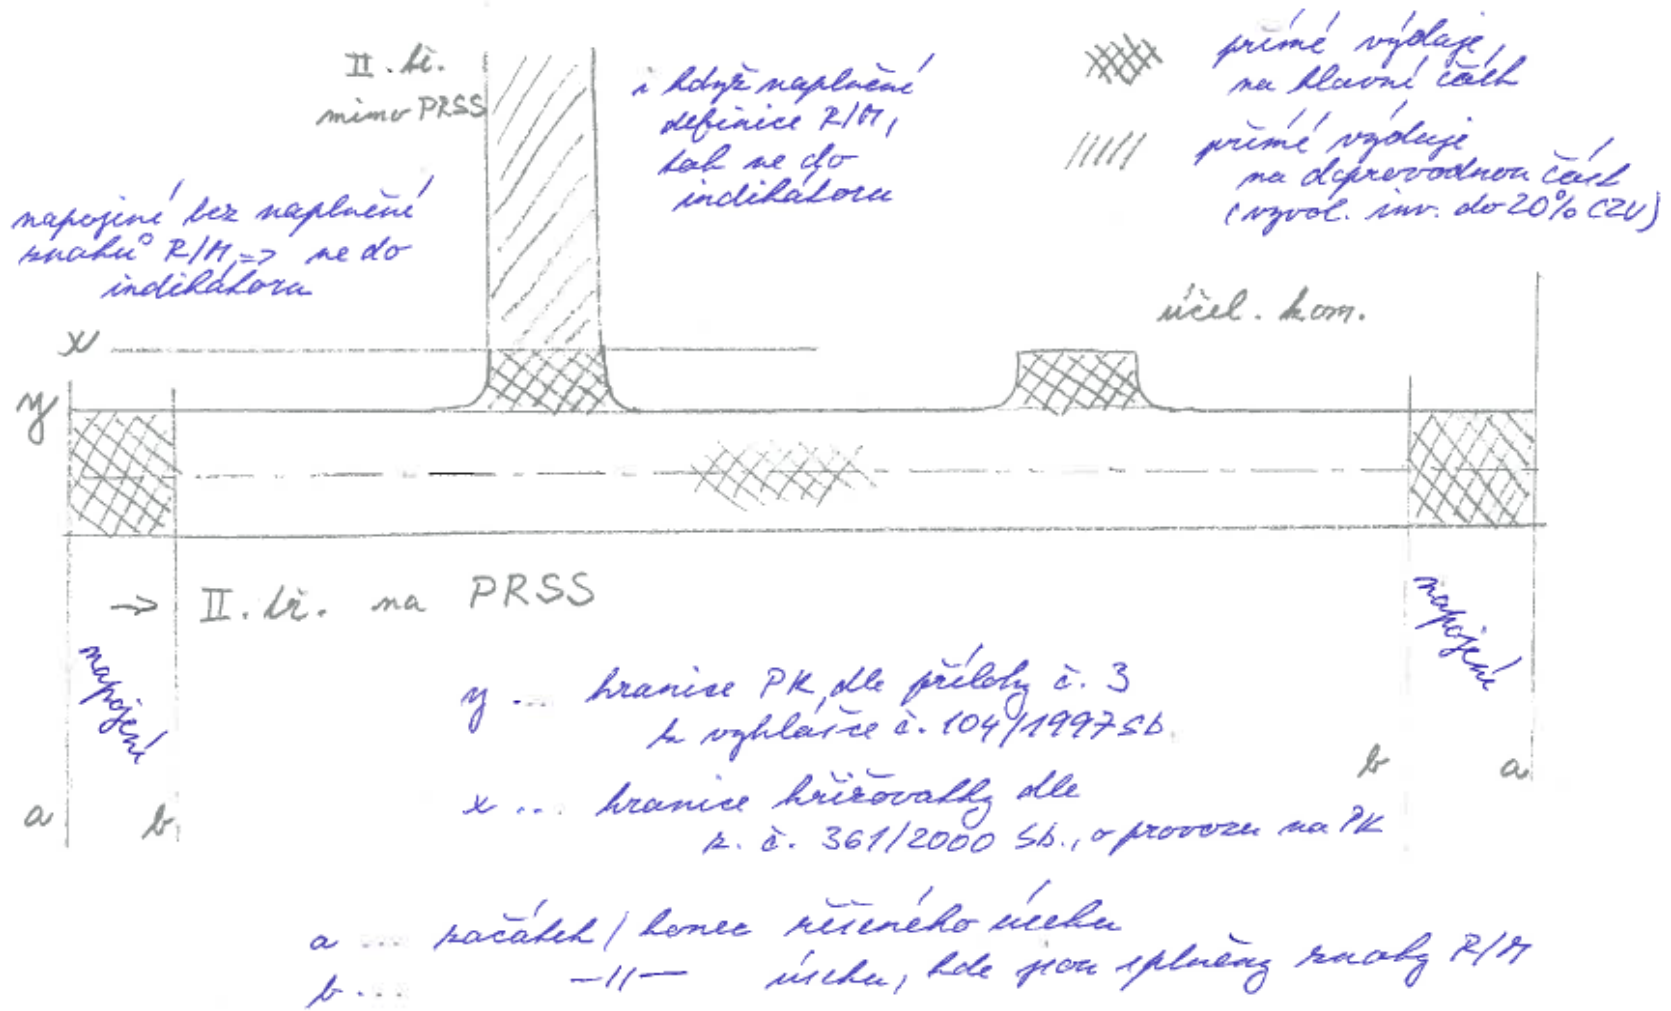 II. tř.
mimo PRSS
i když naplnění
definice R/M,
tak ne do
indikátoru
přímé výdaje
na hlavní část
přímé výdaje
na doprovodnou část
(vyvol. inv. do 20% CZV)
napojení bez naplnění
znaků R/M => ne do
indikátoru
účel. kom.
x
y
→ II. tř. na PRSS
napojení
napojení
y ... hranice PK dle přílohy č. 3
k vyhlášce č. 104/1997 Sb.
x ... hranice křižovatky dle
z. č. 361/2000 Sb., o provozu na PK
a
b
b
a
a ... začátek / konec řešeného úseku
b ... -//- úseku, kde jsou splněny znaky R/M